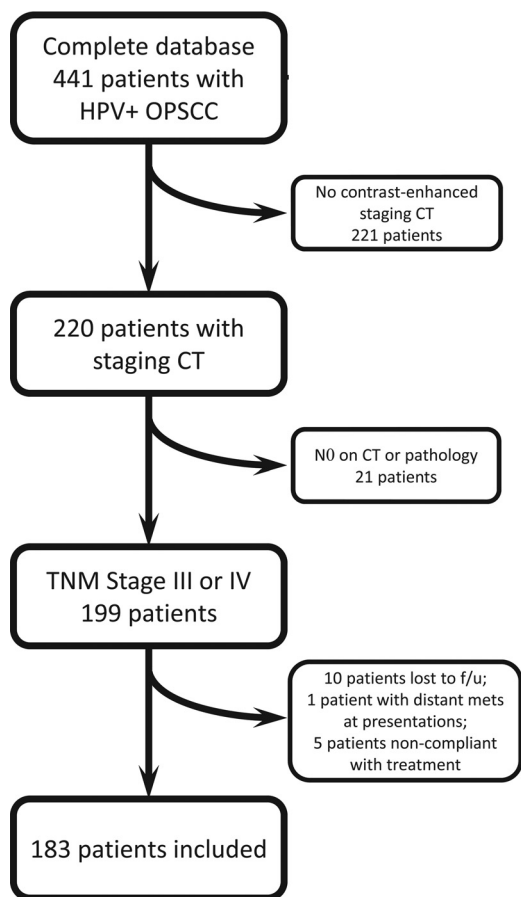 Complete database
441 patients with
HPV+ OPSCC
No contrast-enhanced
staging CT
221 patients
220 patients with
staging CT
N0 on CT or pathology
21 patients
TNM Stage III or IV
199 patients
10 patients lost to f/u;
1 patient with distant mets
at presentations;
5 patients non-compliant
with treatment
183 patients included